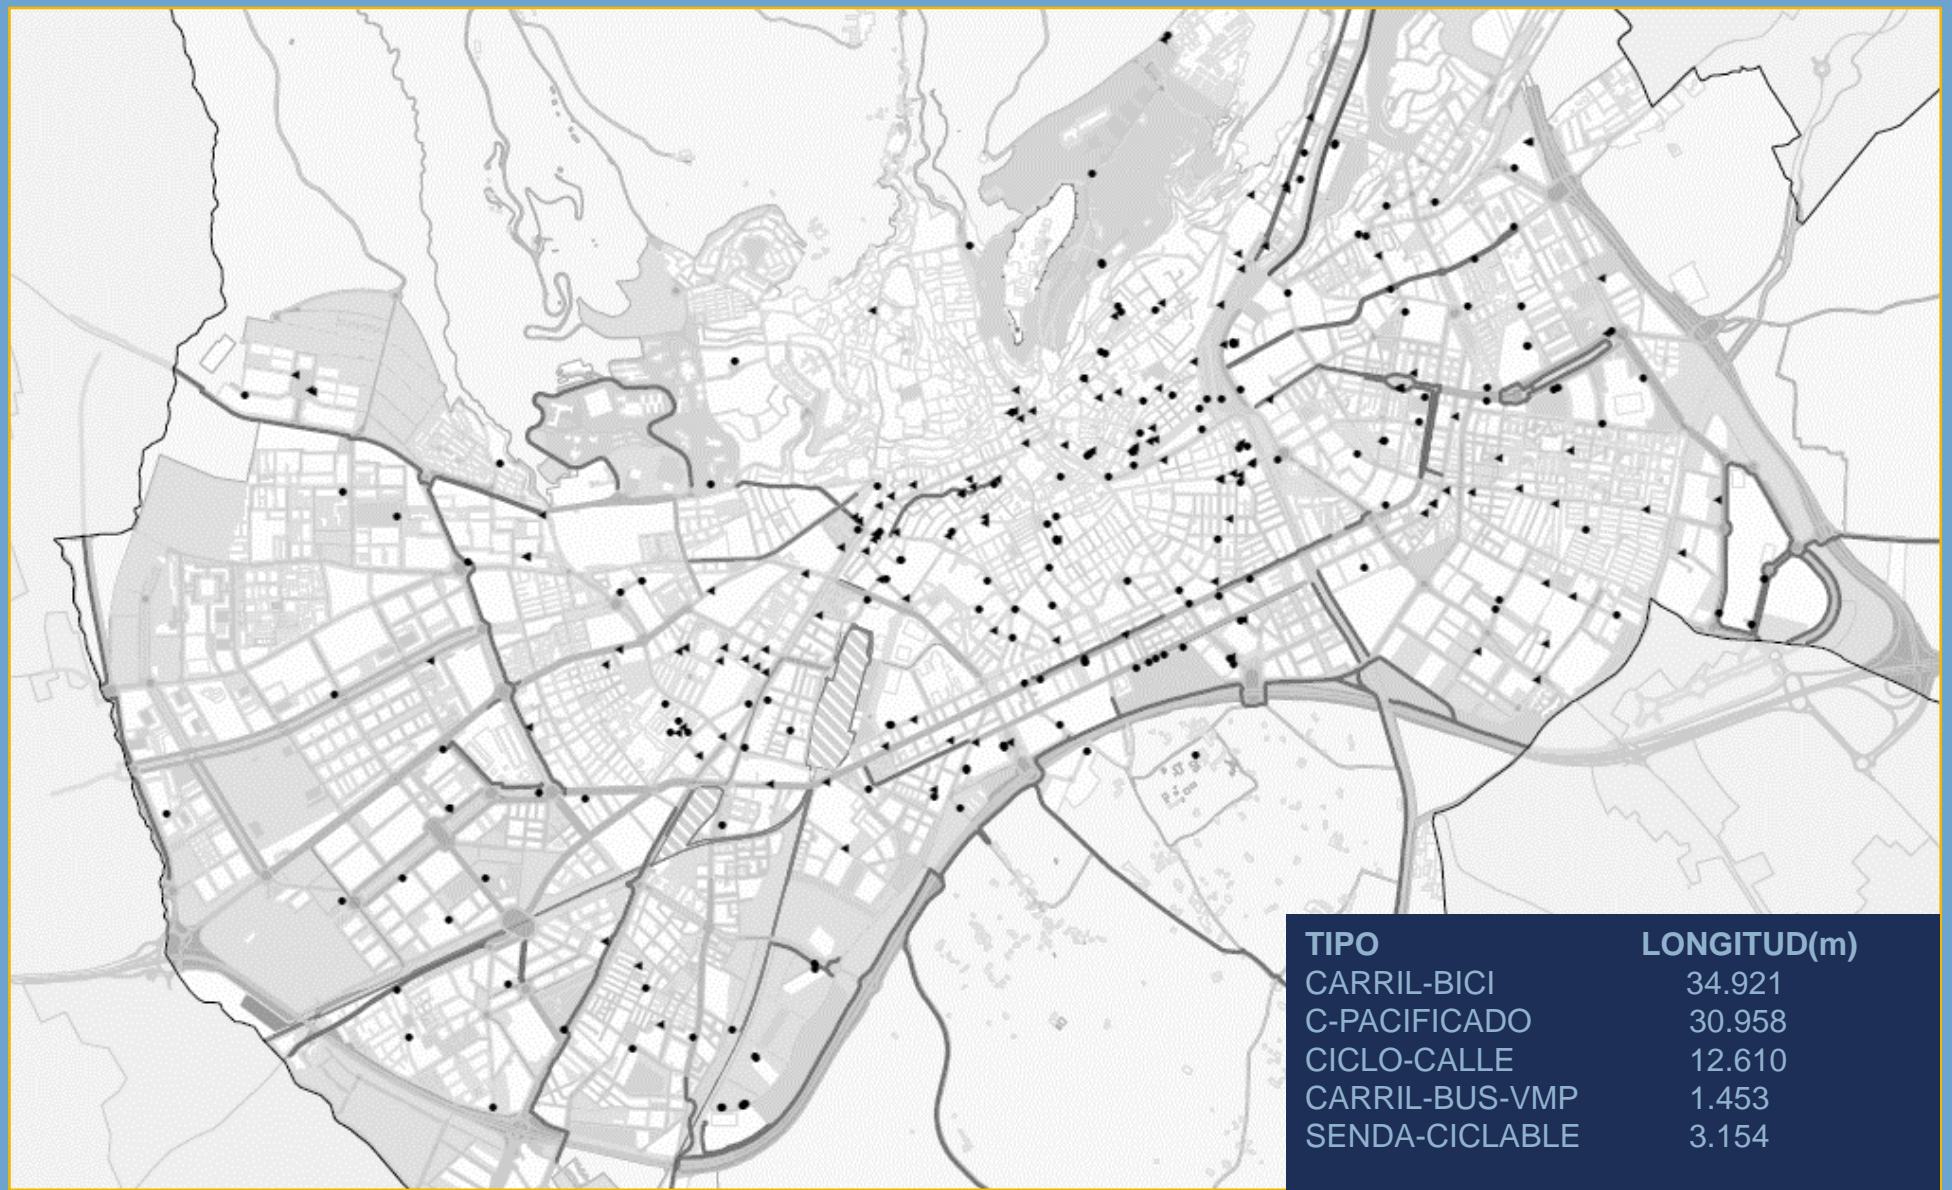 TIPO LONGITUD(m)
CARRIL-BICI 34.921
C-PACIFICADO 30.958
CICLO-CALLE 12.610
CARRIL-BUS-VMP 1.453
SENDA-CICLABLE 3.154